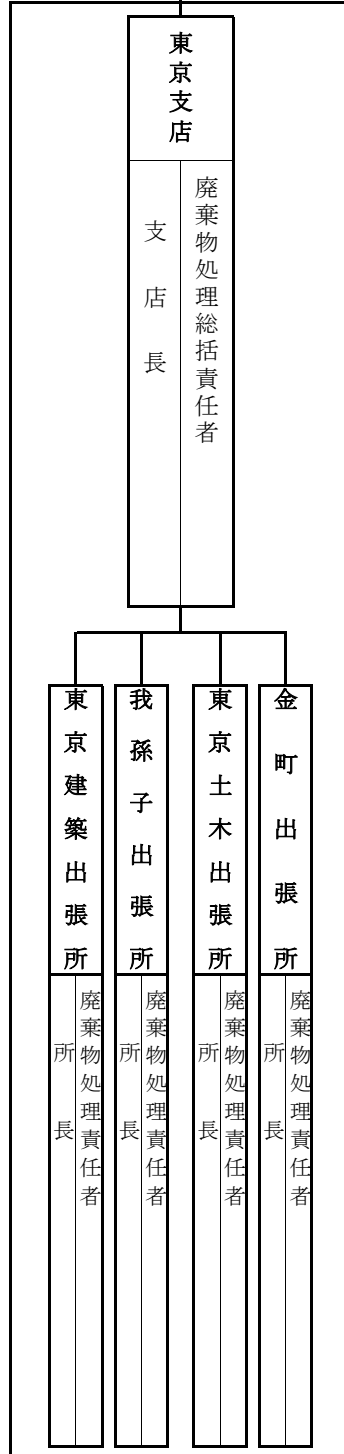 東京支店
廃棄物処理総括責任者
支店長
金町出張所
廃棄物処理責任者
所長
東京土木出張所
廃棄物処理責任者
所長
我孫子出張所
廃棄物処理責任者
所長
東京建築出張所
廃棄物処理責任者
所長